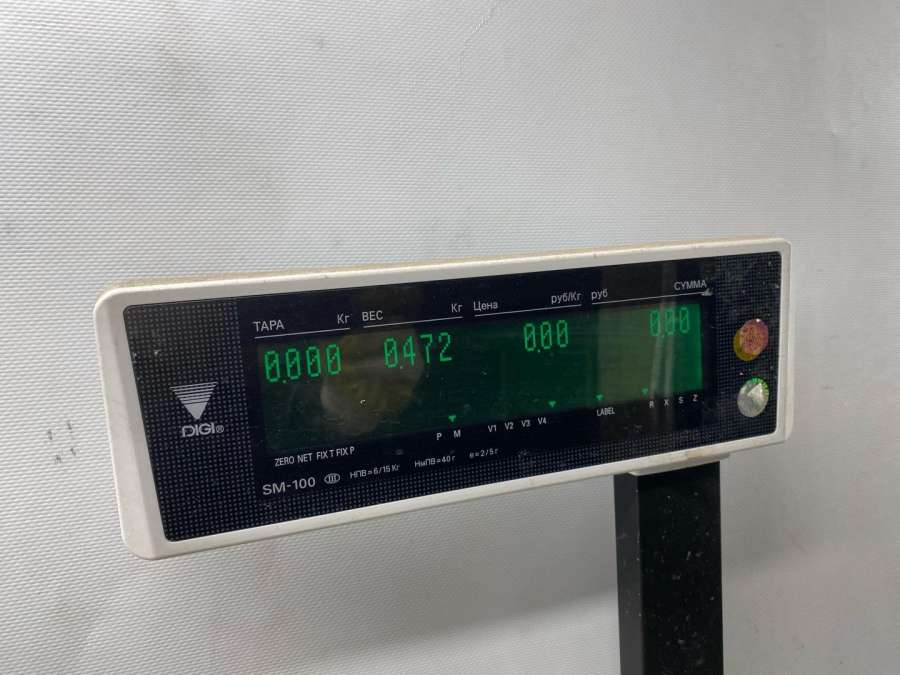 ТАРА Кг ВЕС Кг Цена руб/Кг руб СУММА
0.000 0.472 0.00 0.00
DIGI®
P M V1 V2 V3 V4 LABEL R X S Z
ZERO NET FIX T FIX P
SM-100 III НПВ=6/15 Кг НмПВ=40 г e=2/5 г